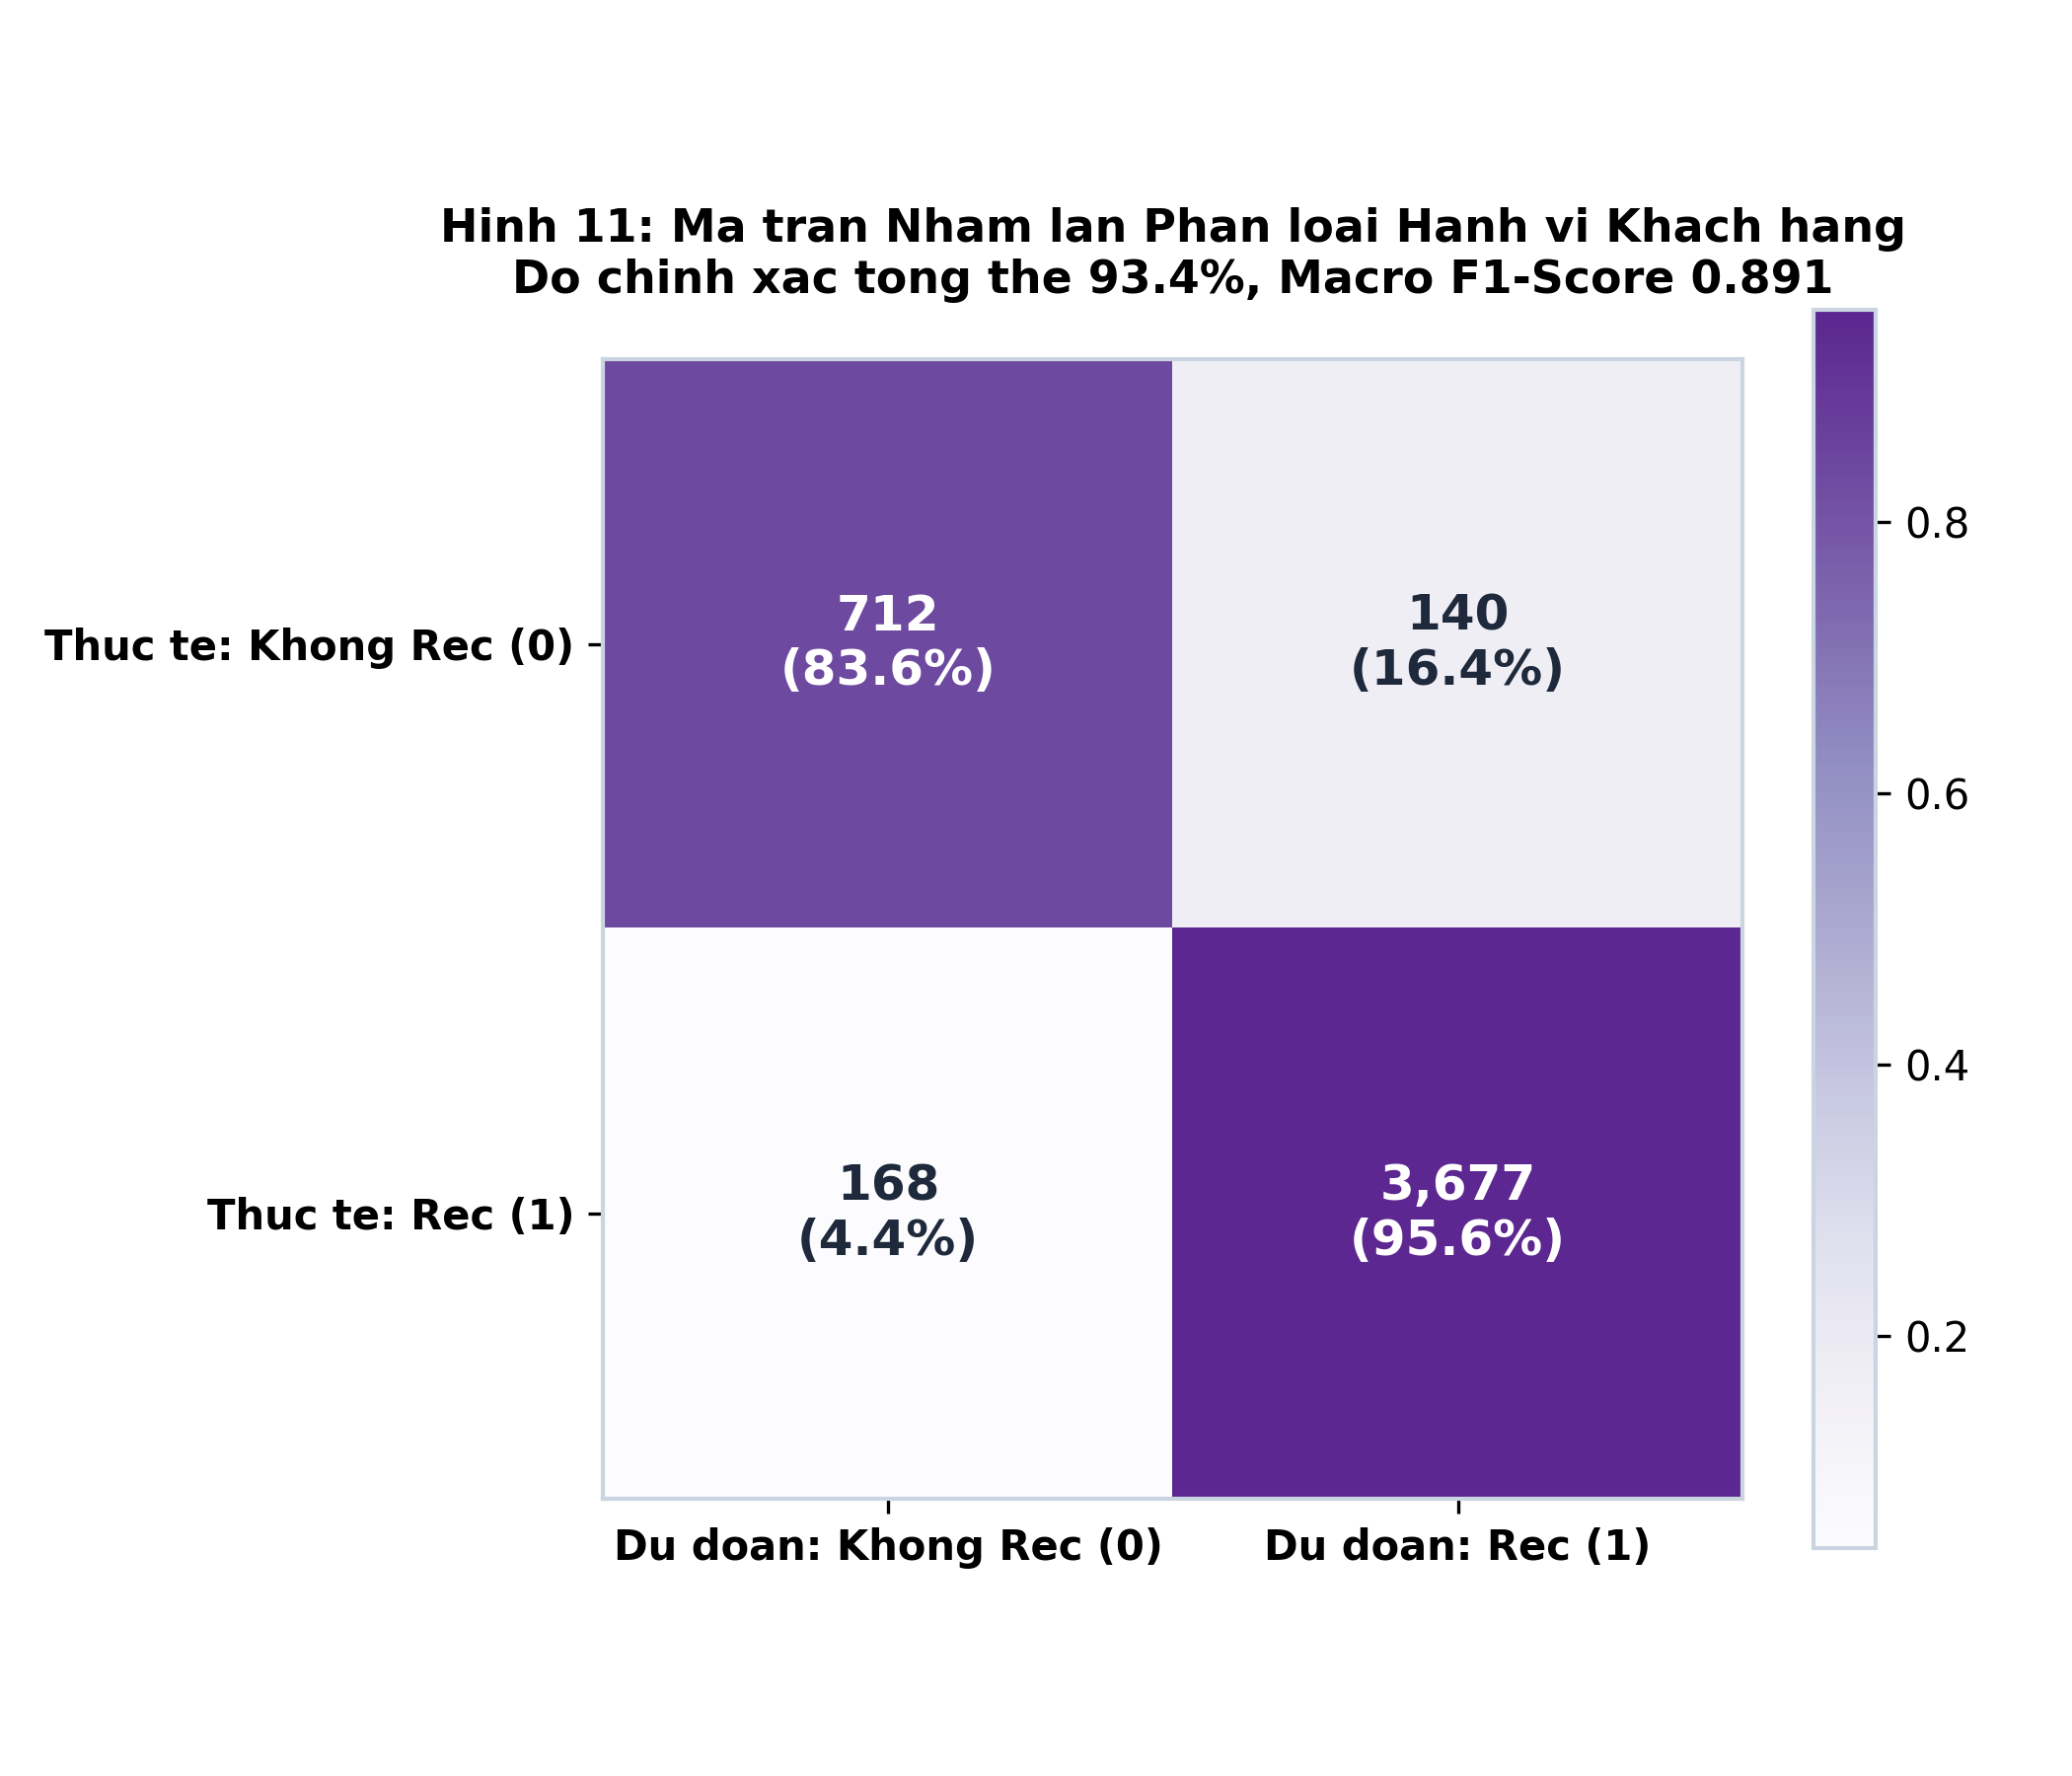 Hinh 11: Ma tran Nham lan Phan loai Hanh vi Khach hang
Do chinh xac tong the 93.4%, Macro F1-Score 0.891
Thuc te: Khong Rec (0)
712
(83.6%)
140
(16.4%)
Thuc te: Rec (1)
168
(4.4%)
3,677
(95.6%)
Du doan: Khong Rec (0)
Du doan: Rec (1)
0.8
0.6
0.4
0.2